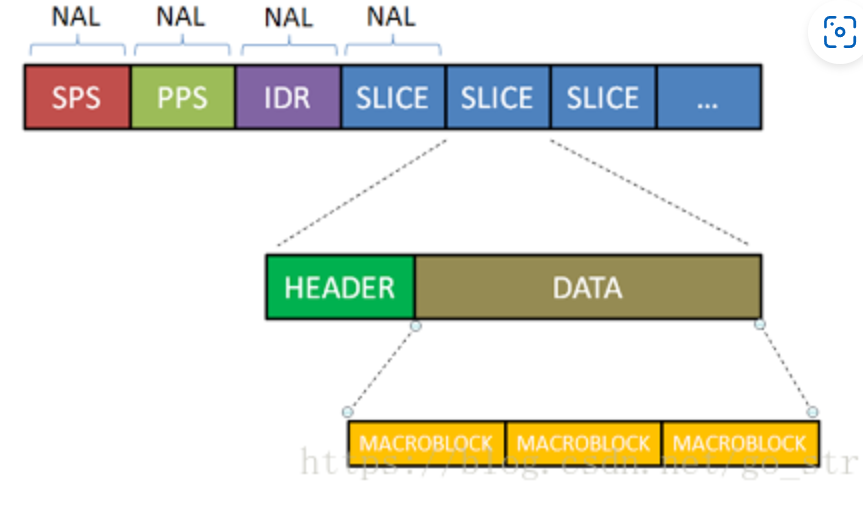 NAL NAL NAL NAL
SPS PPS IDR SLICE SLICE SLICE ...
HEADER DATA
MACROBLOCK MACROBLOCK MACROBLOCK
https://blog.csdn.net/go_str